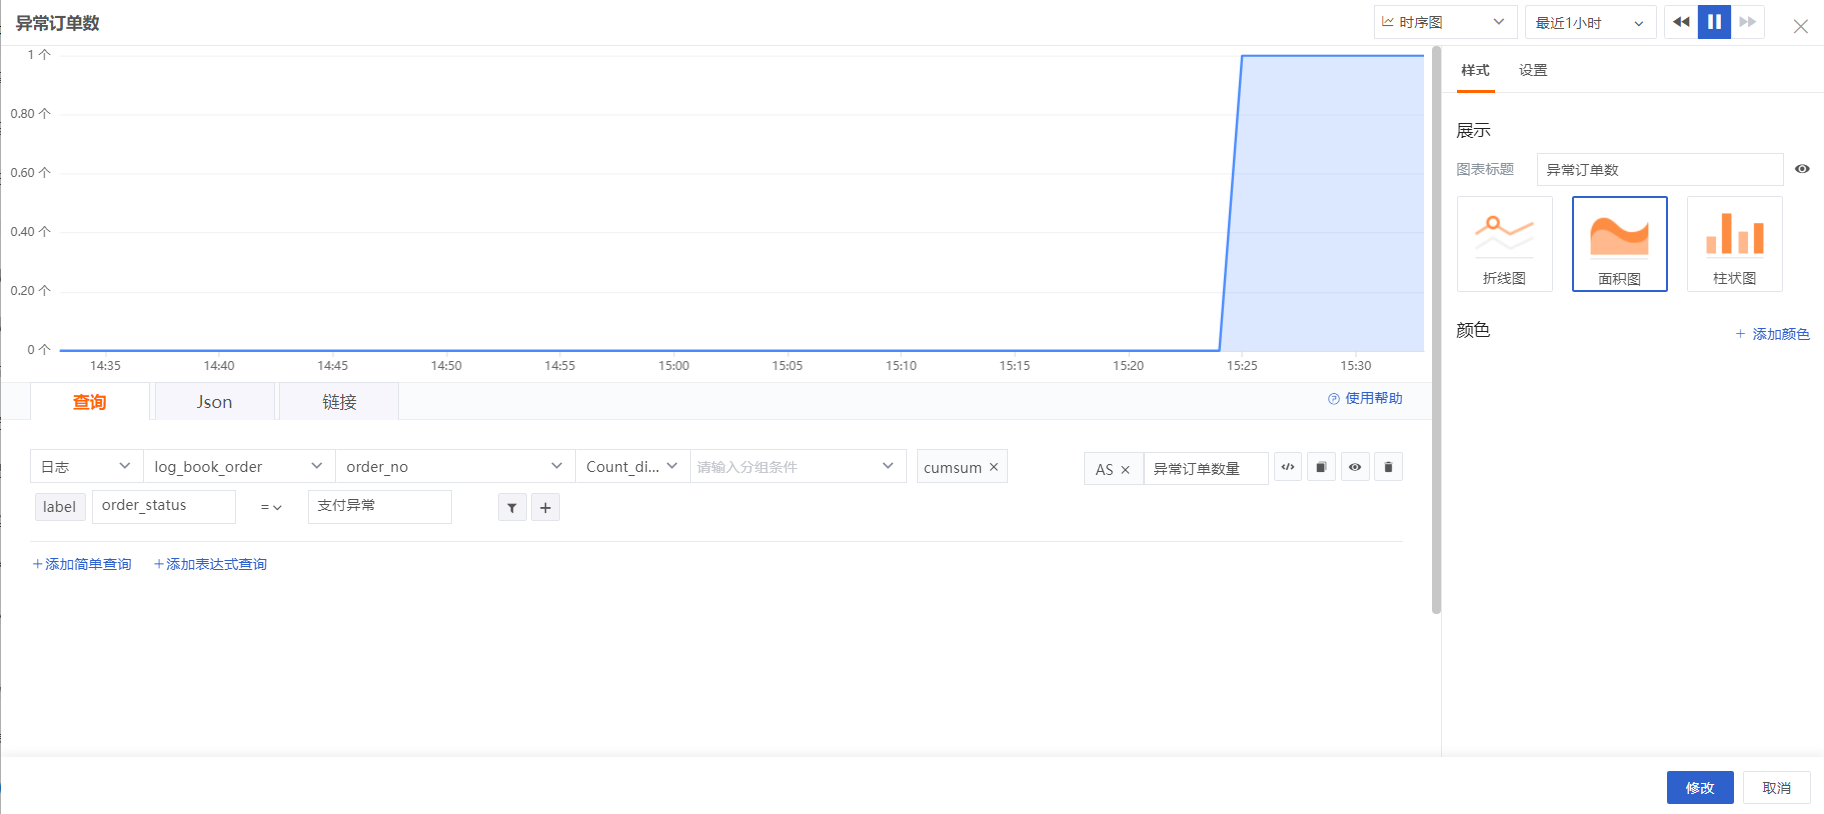 异常订单数
时序图
最近1小时
1 个
0.80 个
0.60 个
0.40 个
0.20 个
0 个
14:35 14:40 14:45 14:50 14:55 15:00 15:05 15:10 15:15 15:20 15:25 15:30
查询 Json 链接 使用帮助
日志 log_book_order order_no Count_di... 请输入分组条件 cumsum × AS × 异常订单数量
label order_status = 支付异常
+添加简单查询 +添加表达式查询
样式 设置
展示
图表标题 异常订单数
折线图 面积图 柱状图
颜色 + 添加颜色
修改 取消